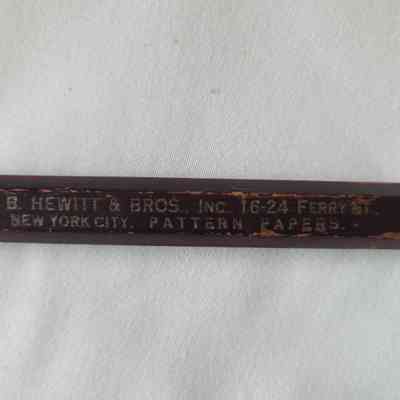 B. HEWITT & BROS., INC. 16-24 FERRY ST.
NEW YORK CITY. PATTERN PAPERS.